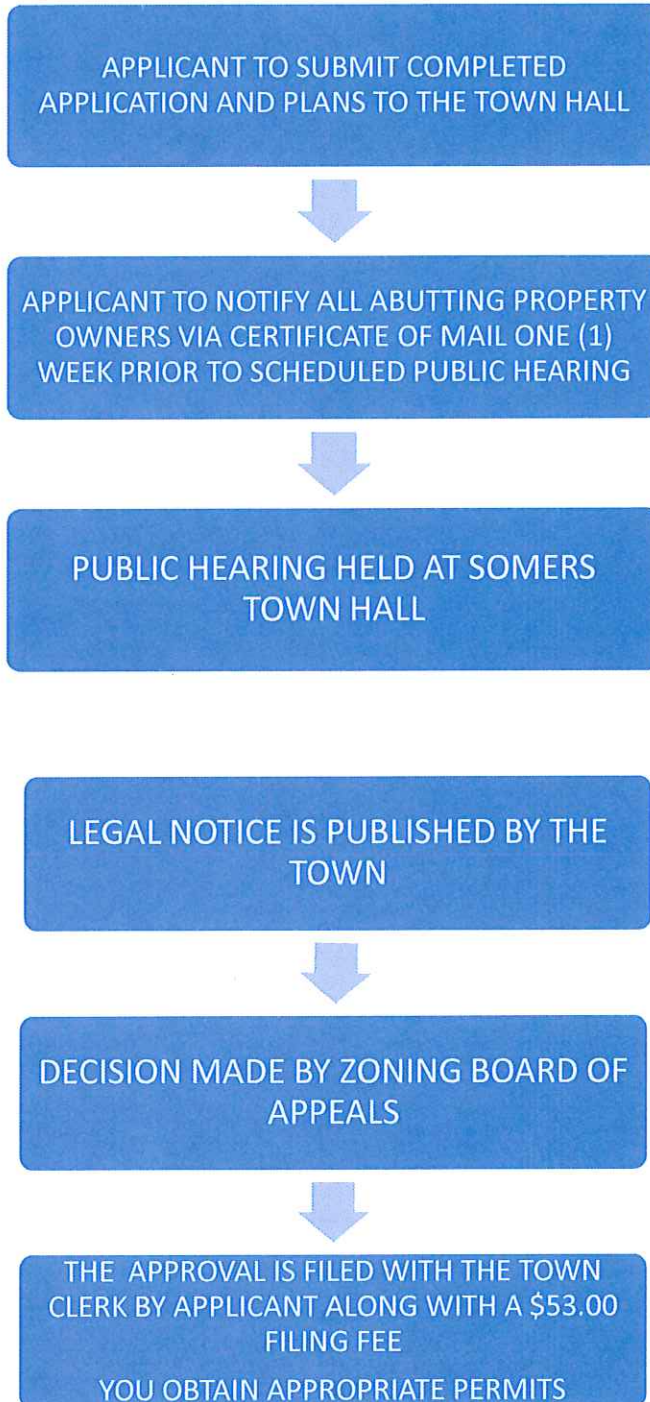 APPLICANT TO SUBMIT COMPLETED
APPLICATION AND PLANS TO THE TOWN HALL
APPLICANT TO NOTIFY ALL ABUTTING PROPERTY
OWNERS VIA CERTIFICATE OF MAIL ONE (1)
WEEK PRIOR TO SCHEDULED PUBLIC HEARING
PUBLIC HEARING HELD AT SOMERS
TOWN HALL
LEGAL NOTICE IS PUBLISHED BY THE
TOWN
DECISION MADE BY ZONING BOARD OF
APPEALS
THE APPROVAL IS FILED WITH THE TOWN
CLERK BY APPLICANT ALONG WITH A $53.00
FILING FEE
YOU OBTAIN APPROPRIATE PERMITS